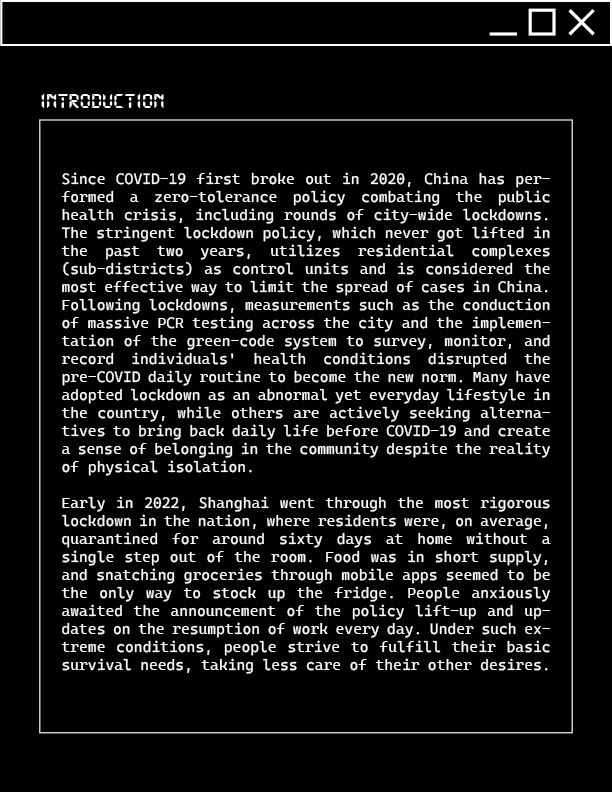 INTRODUCTION
Since COVID-19 first broke out in 2020, China has per-
formed a zero-tolerance policy combating the public
health crisis, including rounds of city-wide lockdowns.
The stringent lockdown policy, which never got lifted in
the past two years, utilizes residential complexes
(sub-districts) as control units and is considered the
most effective way to limit the spread of cases in China.
Following lockdowns, measurements such as the conduction
of massive PCR testing across the city and the implemen-
tation of the green-code system to survey, monitor, and
record individuals' health conditions disrupted the
pre-COVID daily routine to become the new norm. Many have
adopted lockdown as an abnormal yet everyday lifestyle in
the country, while others are actively seeking alterna-
tives to bring back daily life before COVID-19 and create
a sense of belonging in the community despite the reality
of physical isolation.
Early in 2022, Shanghai went through the most rigorous
lockdown in the nation, where residents were, on average,
quarantined for around sixty days at home without a
single step out of the room. Food was in short supply,
and snatching groceries through mobile apps seemed to be
the only way to stock up the fridge. People anxiously
awaited the announcement of the policy lift-up and up-
dates on the resumption of work every day. Under such ex-
treme conditions, people strive to fulfill their basic
survival needs, taking less care of their other desires.